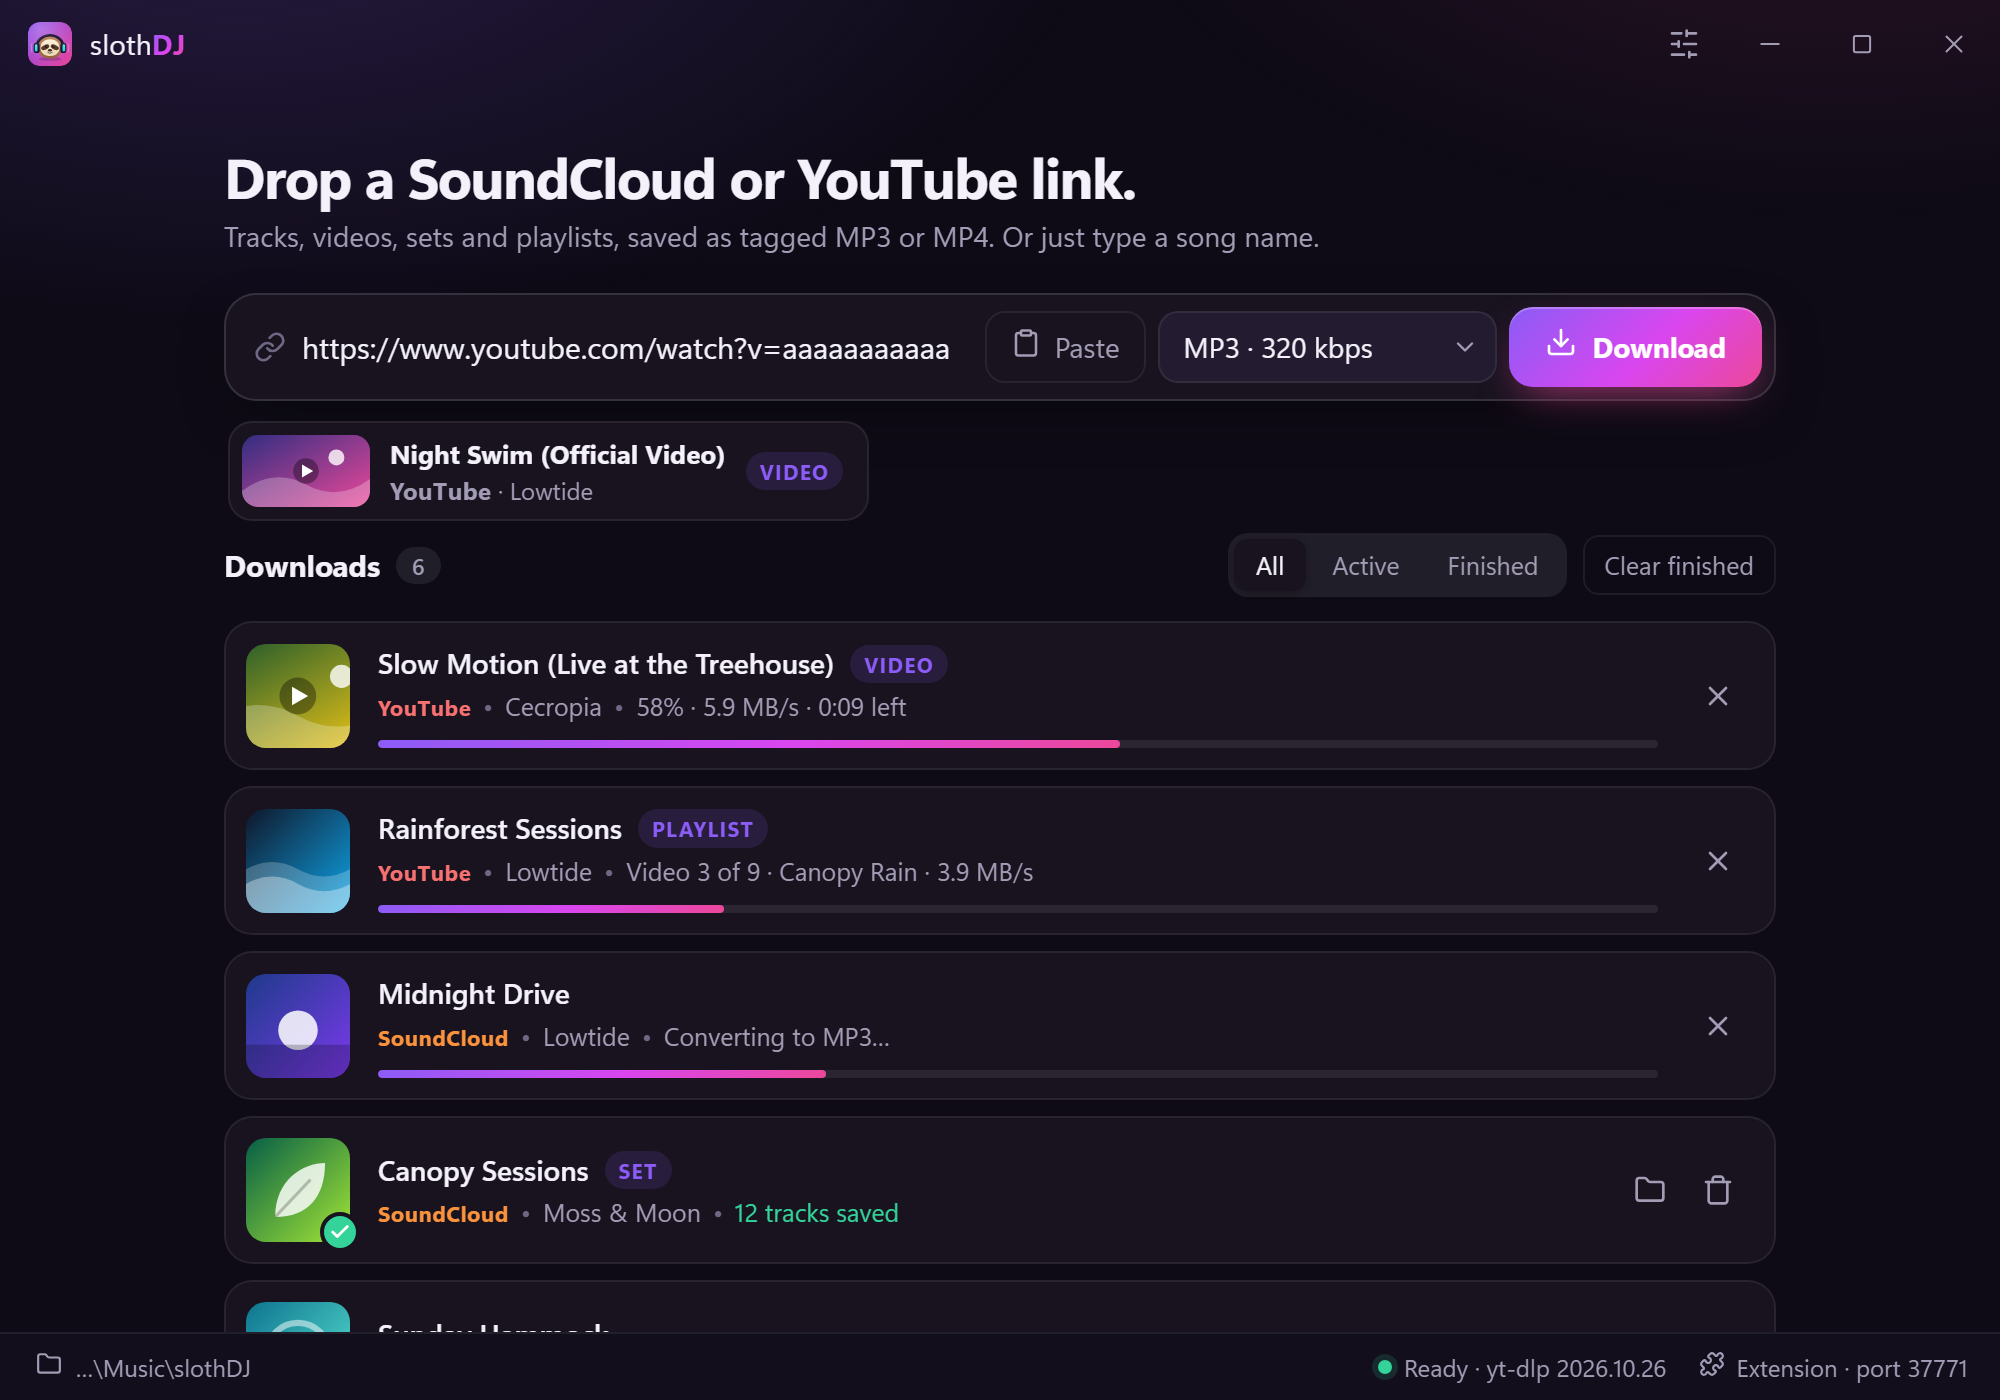 slothDJ
Drop a SoundCloud or YouTube link.
Tracks, videos, sets and playlists, saved as tagged MP3 or MP4. Or just type a song name.
https://www.youtube.com/watch?v=aaaaaaaaaaa
Paste
MP3 · 320 kbps
Download
Night Swim (Official Video)
YouTube · Lowtide
VIDEO
Downloads 6
All
Active
Finished
Clear finished
Slow Motion (Live at the Treehouse) VIDEO
YouTube • Cecropia • 58% · 5.9 MB/s · 0:09 left
Rainforest Sessions PLAYLIST
YouTube • Lowtide • Video 3 of 9 · Canopy Rain · 3.9 MB/s
Midnight Drive
SoundCloud • Lowtide • Converting to MP3...
Canopy Sessions SET
SoundCloud • Moss & Moon • 12 tracks saved
Sunday Hammock
...\Music\slothDJ
Ready · yt-dlp 2026.10.26
Extension · port 37771